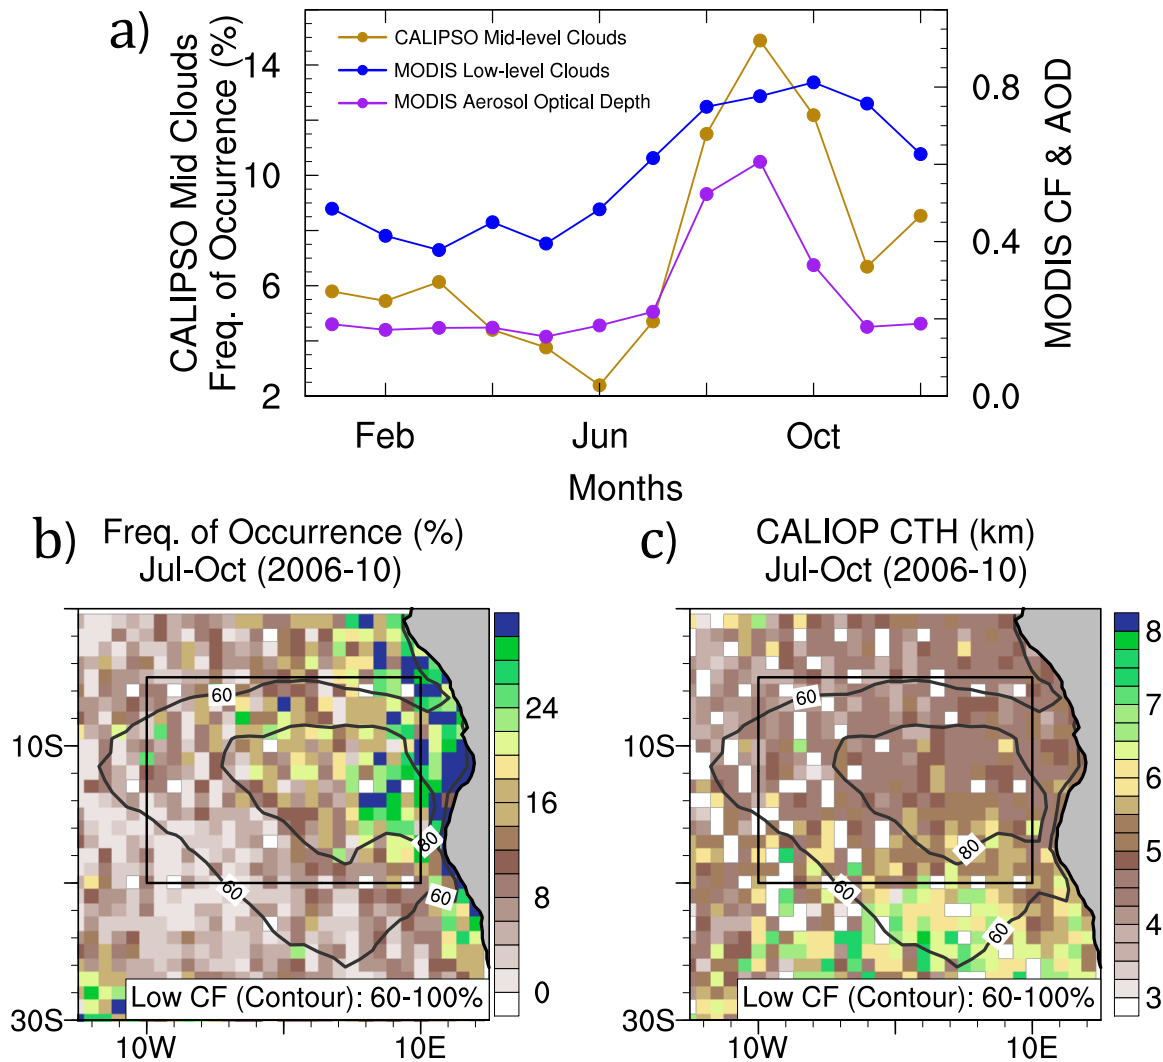 a)
CALIPSO Mid-level Clouds
MODIS Low-level Clouds
MODIS Aerosol Optical Depth
CALIPSO Mid Clouds
Freq. of Occurrence (%)
14
10
6
2
0.8
0.4
0.0
MODIS CF & AOD
Feb
Jun
Oct
Months
b)
Freq. of Occurrence (%)
Jul-Oct (2006-10)
10S
30S
10W
10E
60
80
60
60
Low CF (Contour): 60-100%
24
16
8
0
c)
CALIOP CTH (km)
Jul-Oct (2006-10)
10S
30S
10W
10E
60
80
60
60
Low CF (Contour): 60-100%
8
7
6
5
4
3